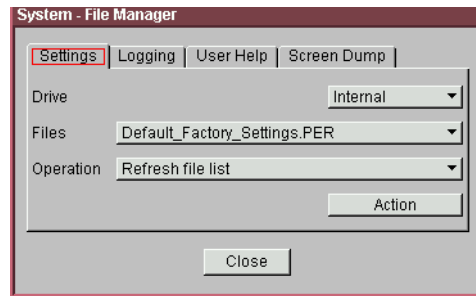 System - File Manager
Settings Logging User Help Screen Dump
Drive Internal
Files Default_Factory_Settings.PER
Operation Refresh file list
Action
Close